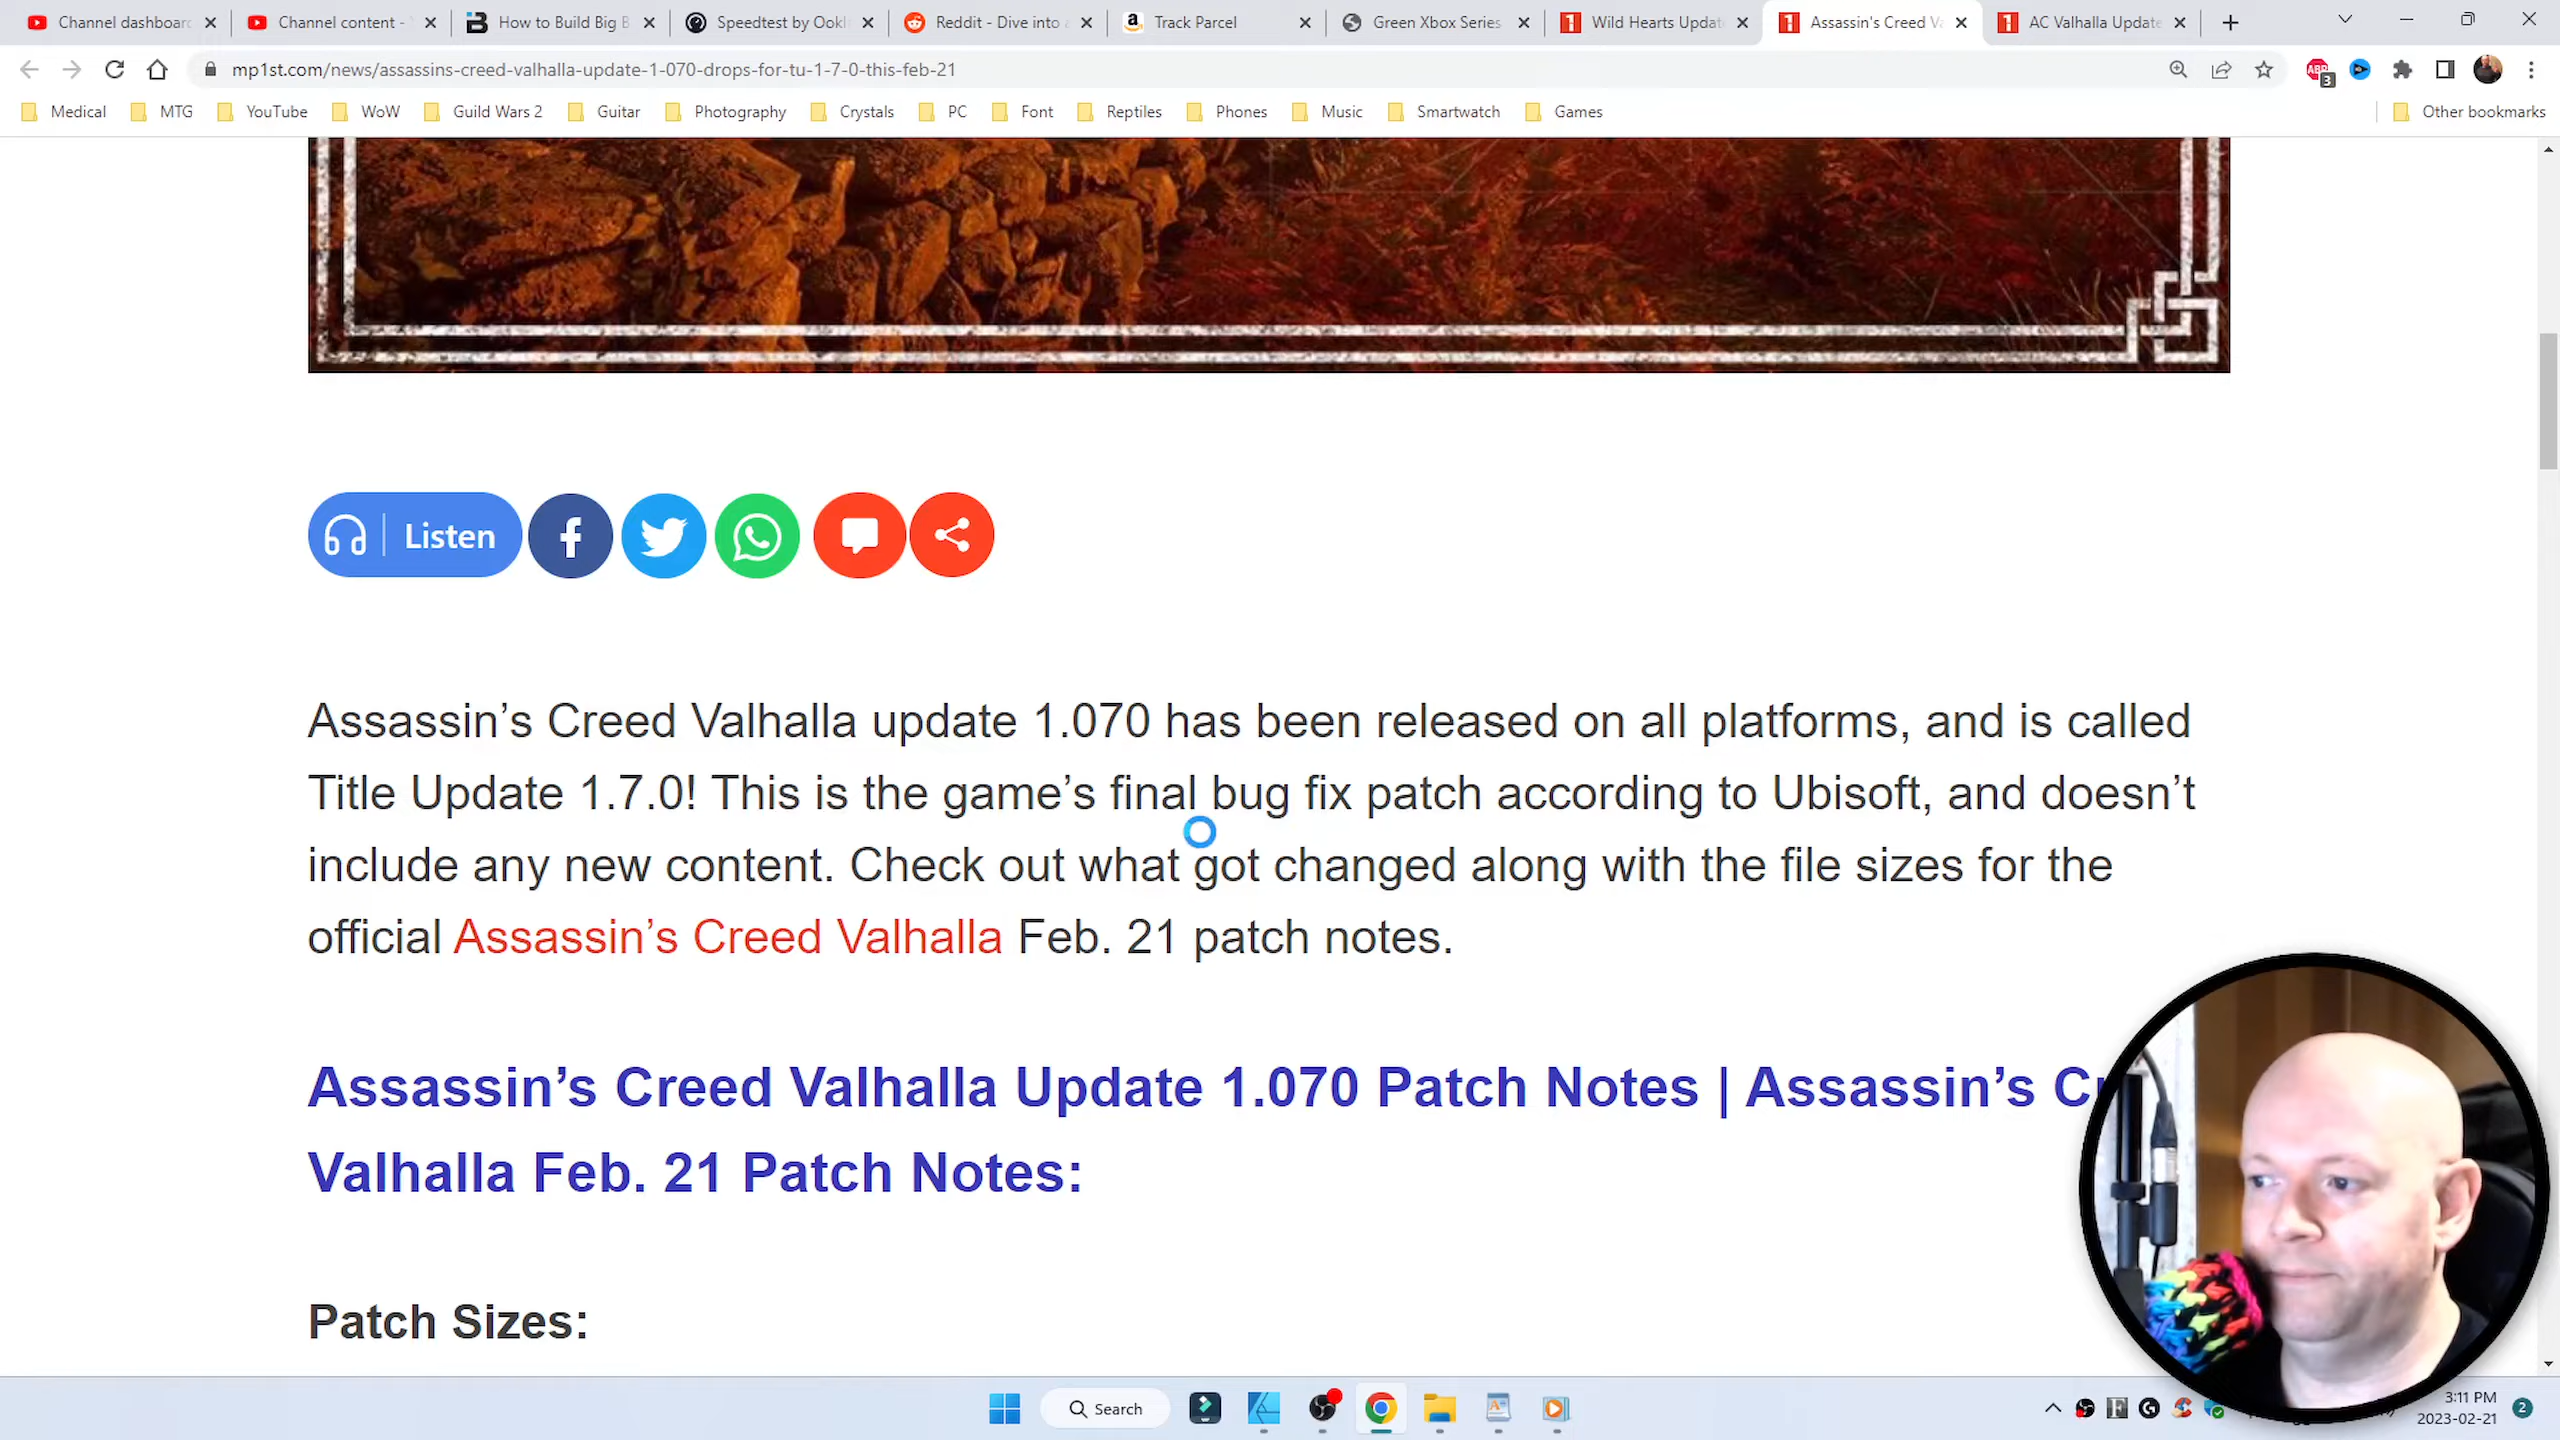 Channel dashboard
Channel content -
How to Build Big B
Speedtest by Ookl
Reddit - Dive into
Track Parcel
Green Xbox Series
Wild Hearts Updat
Assassin's Creed V
AC Valhalla Update
mp1st.com/news/assassins-creed-valhalla-update-1-070-drops-for-tu-1-7-0-this-feb-21
ABP
3
Medical
MTG
YouTube
WoW
Guild Wars 2
Guitar
Photography
Crystals
PC
Font
Reptiles
Phones
Music
Smartwatch
Games
Other bookmarks
Listen
Assassin’s Creed Valhalla update 1.070 has been released on all platforms, and is called
Title Update 1.7.0! This is the game’s final bug fix patch according to Ubisoft, and doesn’t
include any new content. Check out what got changed along with the file sizes for the
official Assassin’s Creed Valhalla Feb. 21 patch notes.
Assassin’s Creed Valhalla Update 1.070 Patch Notes | Assassin’s C
Valhalla Feb. 21 Patch Notes:
Patch Sizes:
Search
3:11 PM
2023-02-21
2